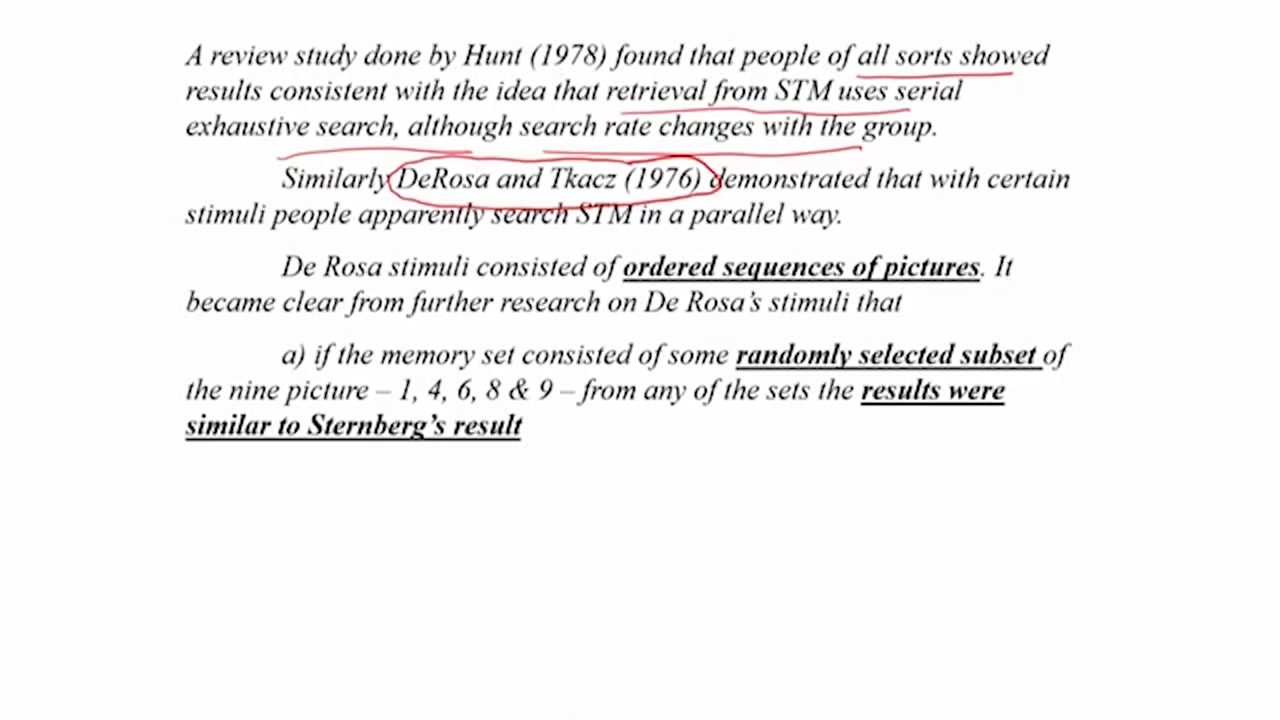 A review study done by Hunt (1978) found that people of all sorts showed
results consistent with the idea that retrieval from STM uses serial
exhaustive search, although search rate changes with the group.
Similarly DeRosa and Tkacz (1976) demonstrated that with certain
stimuli people apparently search STM in a parallel way.
De Rosa stimuli consisted of ordered sequences of pictures. It
became clear from further research on De Rosa’s stimuli that
a) if the memory set consisted of some randomly selected subset of
the nine picture – 1, 4, 6, 8 & 9 – from any of the sets the results were
similar to Sternberg’s result